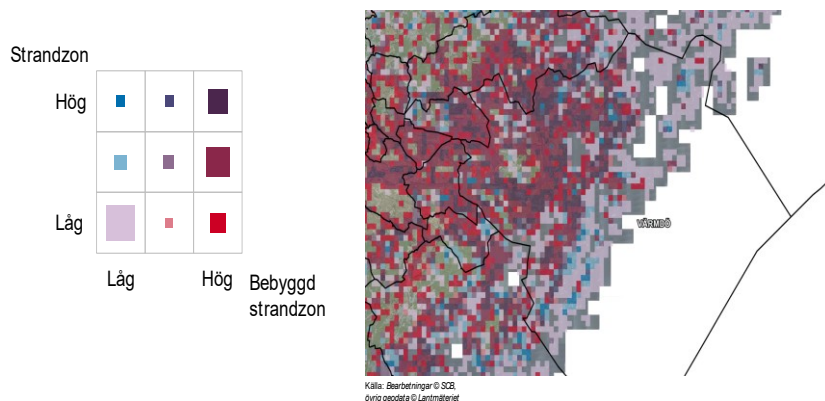 Strandzon
Hög
Låg
Låg
Hög
Bebyggd
strandzon
VÄRMDÖ
Källa: Bearbetningar © SCB,
övrig geodata © Lantmäteriet